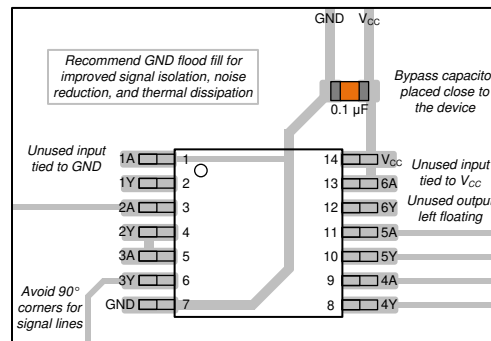 GND VCC
Recommend GND flood fill for
improved signal isolation, noise
reduction, and thermal dissipation
Bypass capacitor
placed close to
the device
0.1 µF
Unused input
tied to GND
Unused input
tied to VCC
Unused output
left floating
Avoid 90°
corners for
signal lines
1A 1 14 VCC
1Y 2 13 6A
2A 3 12 6Y
2Y 4 11 5A
3A 5 10 5Y
3Y 6 9 4A
GND 7 8 4Y